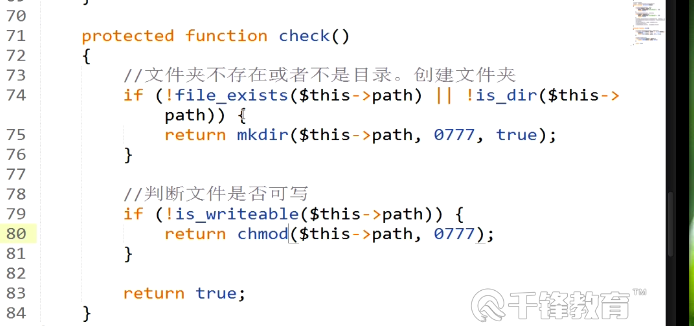 70
71 protected function check()
72 {
73 //文件夹不存在或者不是目录。创建文件夹
74 if (!file_exists($this->path) || !is_dir($this->
path)) {
75 return mkdir($this->path, 0777, true);
76 }
77
78 //判断文件是否可写
79 if (!is_writeable($this->path)) {
80 return chmod($this->path, 0777);
81 }
82
83 return true;
84 }
千锋教育™